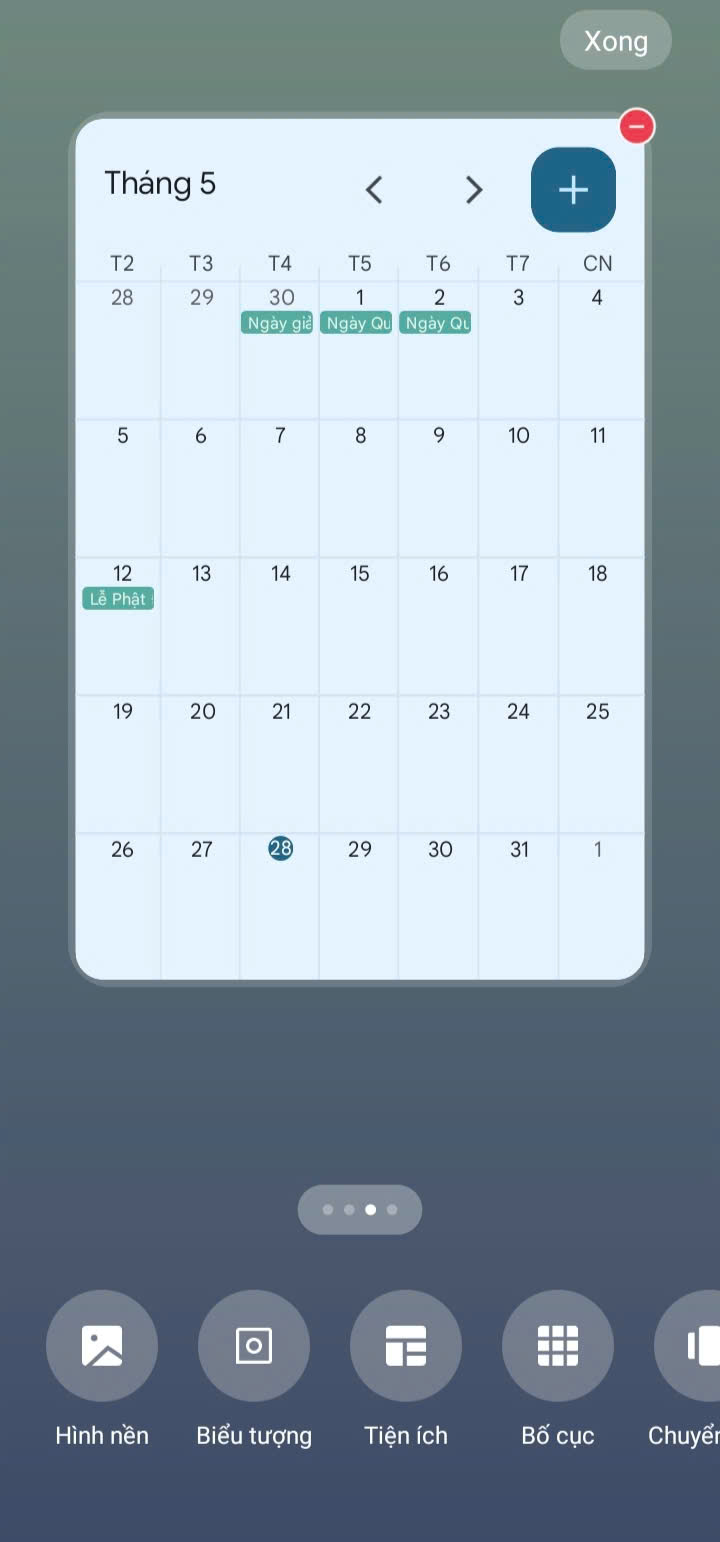 Xong
Tháng 5
T2 T3 T4 T5 T6 T7 CN
28 29 30 1 2 3 4
Ngày giả Ngày Qu Ngày Qu
5 6 7 8 9 10 11
12 13 14 15 16 17 18
Lễ Phật
19 20 21 22 23 24 25
26 27 28 29 30 31 1
Hình nền Biểu tượng Tiện ích Bố cục Chuyển